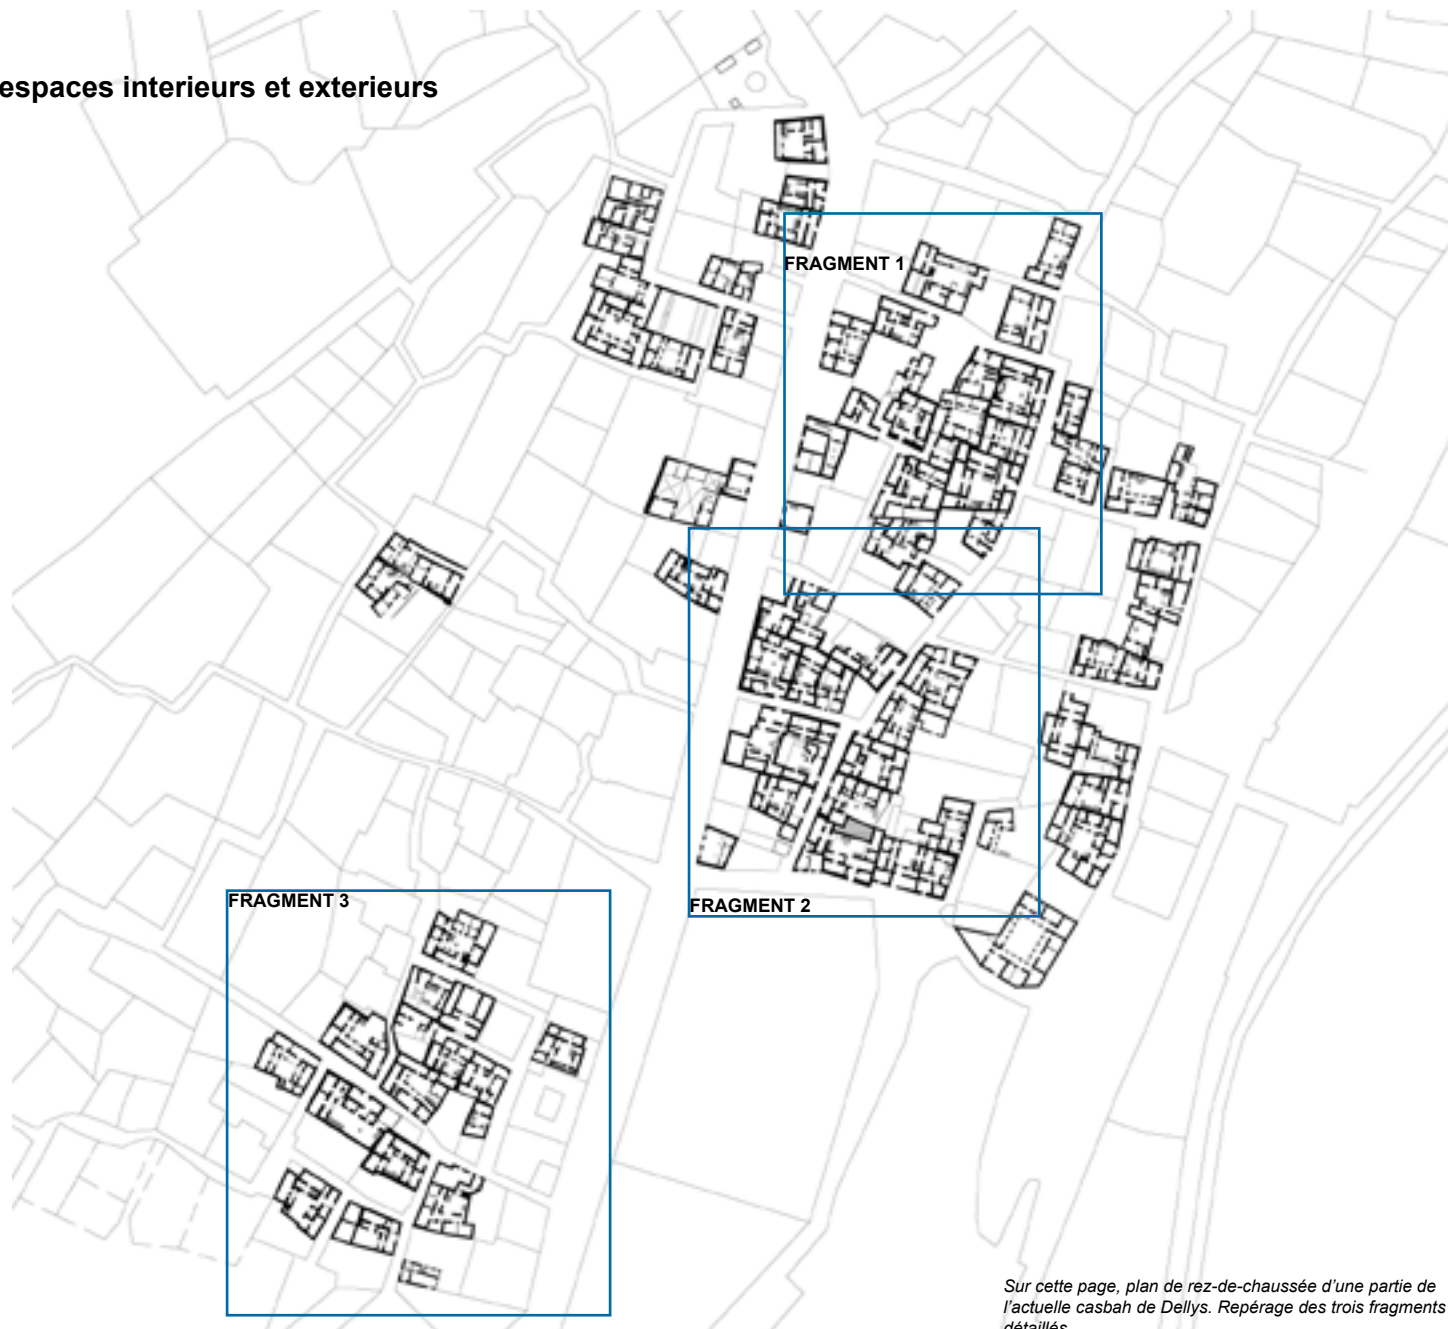 espaces interieurs et exterieurs
FRAGMENT 1
FRAGMENT 3
FRAGMENT 2
Sur cette page, plan de rez-de-chaussée d'une partie de
l'actuelle casbah de Dellys. Repérage des trois fragments
détaillés